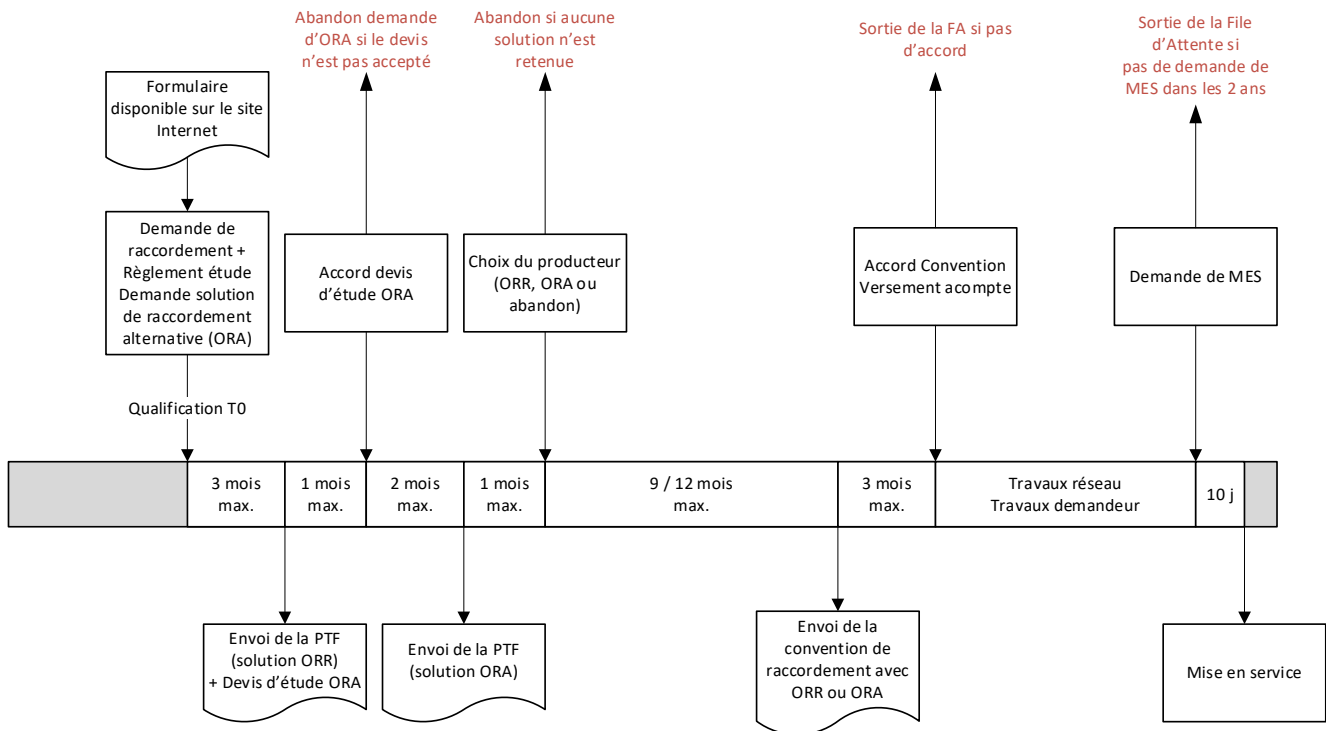 Abandon demande
d'ORA si le devis
n'est pas accepté
Abandon si aucune
solution n'est
retenue
Sortie de la FA si pas
d'accord
Sortie de la File
d'Attente si
pas de demande de
MES dans les 2 ans
Formulaire
disponible sur le site
Internet
Demande de
raccordement +
Règlement étude
Demande solution
de raccordement
alternative (ORA)
Accord devis
d'étude ORA
Choix du producteur
(ORR, ORA ou
abandon)
Accord Convention
Versement acompte
Demande de MES
Qualification T0
3 mois
max.
1 mois
max.
2 mois
max.
1 mois
max.
9 / 12 mois
max.
3 mois
max.
Travaux réseau
Travaux demandeur
10 j
Envoi de la PTF
(solution ORR)
+ Devis d'étude ORA
Envoi de la PTF
(solution ORA)
Envoi de la
convention de
raccordement avec
ORR ou ORA
Mise en service